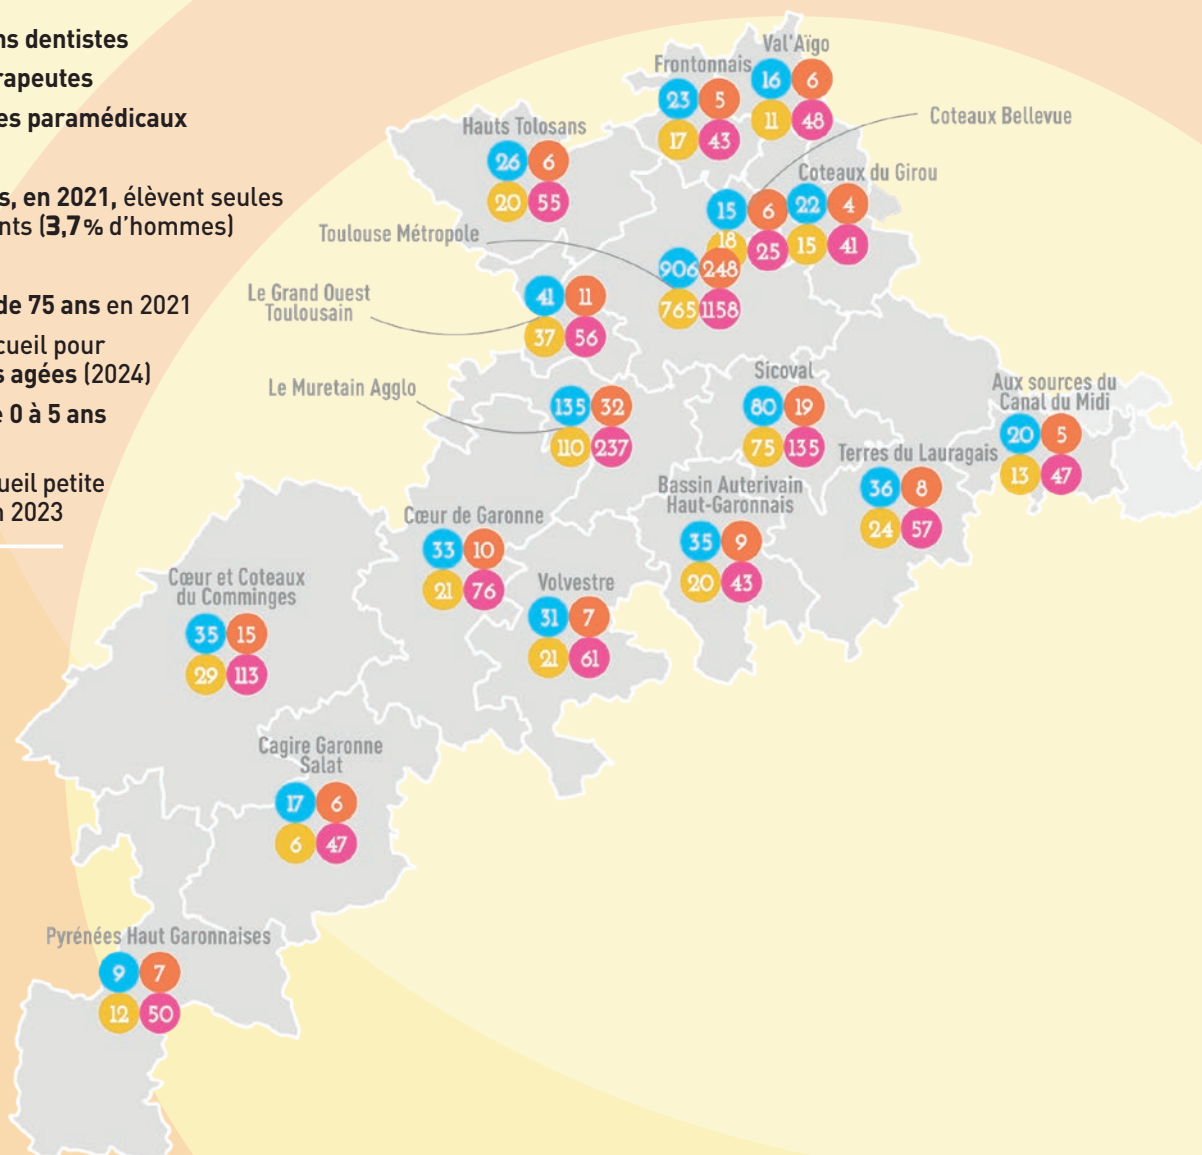 ns dentistes
rapeutes
es paramédicaux
s, en 2021, élèvent seules
nts (3,7 % d'hommes)
de 75 ans en 2021
cueil pour
s agées (2024)
e 0 à 5 ans
ueil petite
n 2023
Val'Aïgo
16 6
11 48
Frontonnais
23 5
17 43
Coteaux Bellevue
15 6
18 25
Hauts Tolosans
26 6
20 55
Coteaux du Girou
22 4
15 41
Toulouse Métropole
906 248
765 1158
Le Grand Ouest
Toulousain
41 11
37 56
Le Muretain Agglo
135 32
110 237
Sicoval
80 19
75 135
Aux sources du
Canal du Midi
20 5
13 47
Terres du Lauragais
36 8
24 57
Bassin Auterivain
Haut-Garonnais
35 9
20 43
Cœur de Garonne
33 10
21 76
Volvestre
31 7
21 61
Cœur et Coteaux
du Comminges
35 15
29 113
Cagire Garonne
Salat
17 6
6 47
Pyrénées Haut Garonnaises
9 7
12 50